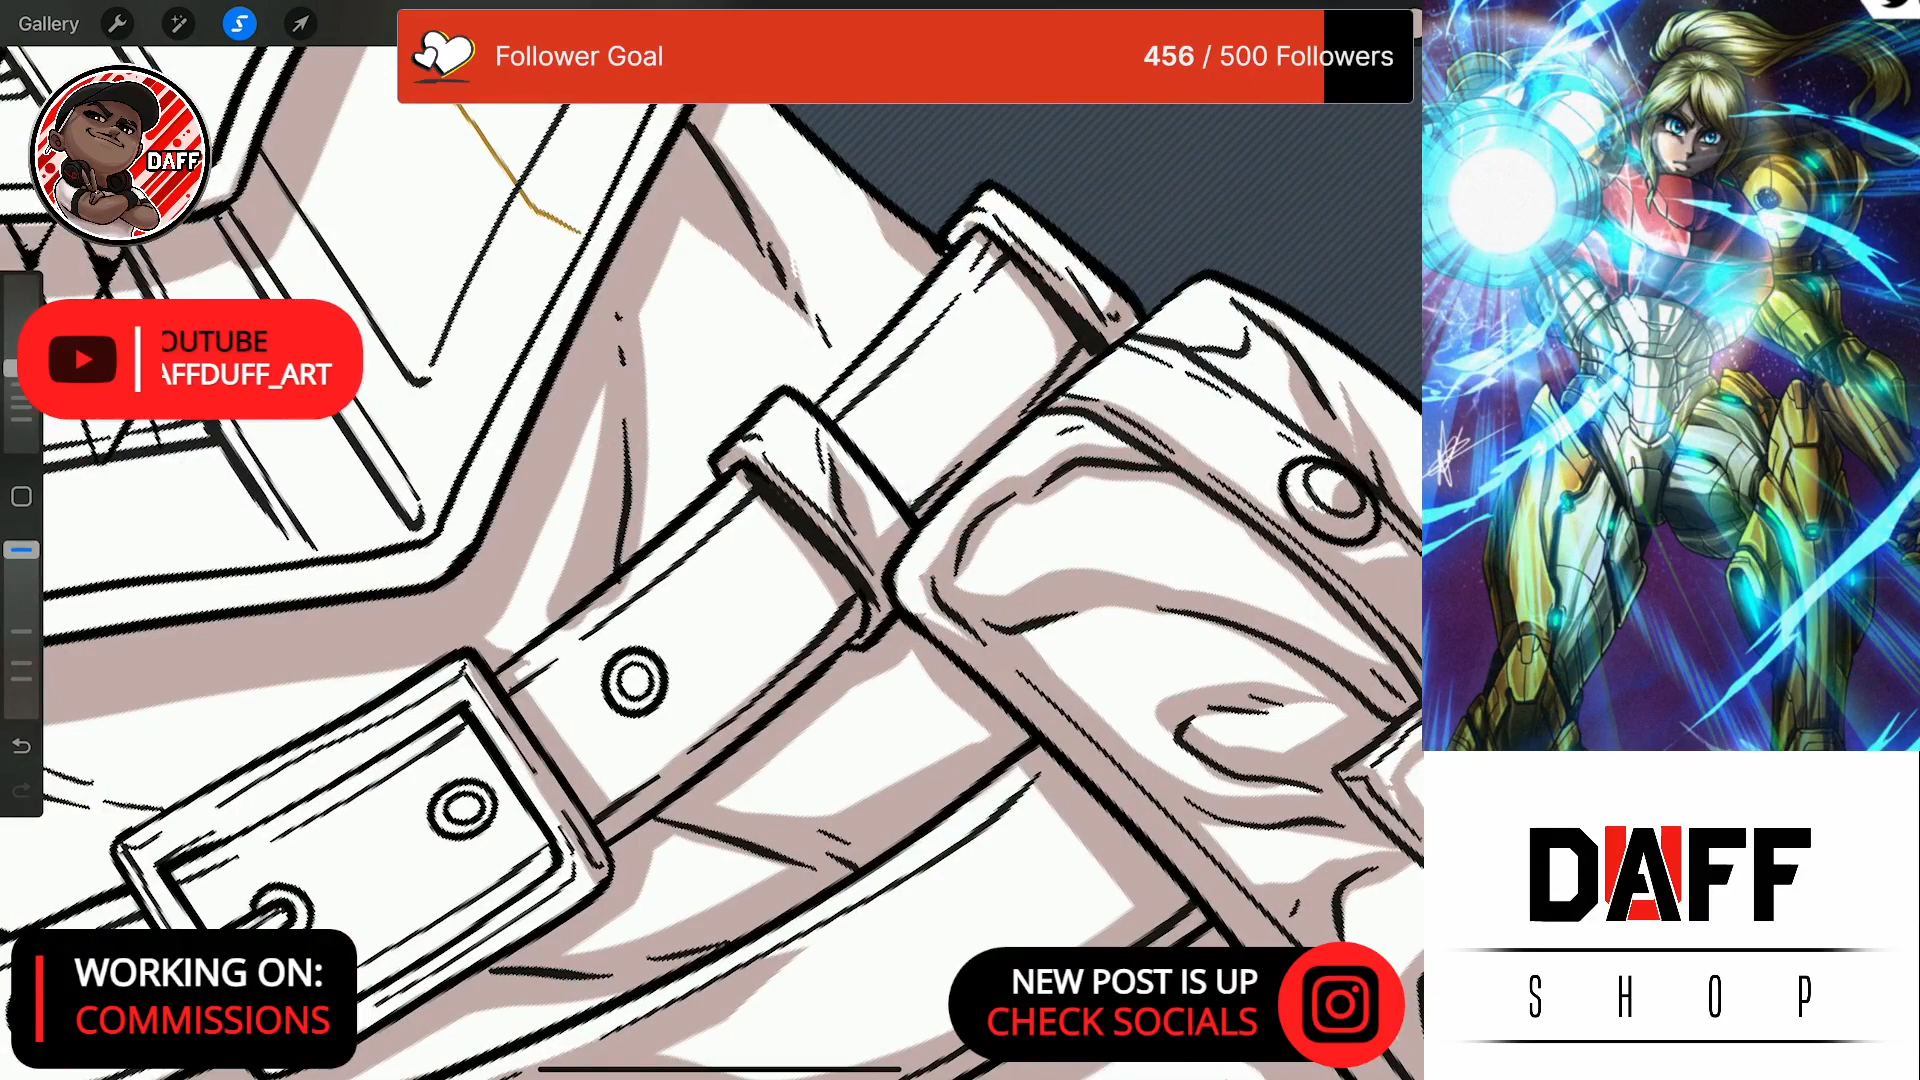 Gallery
Follower Goal
456 / 500 Followers
DAFF
OUTUBE
AFFDUFF_ART
WORKING ON:
COMMISSIONS
NEW POST IS UP
CHECK SOCIALS
DAFF
SHOP